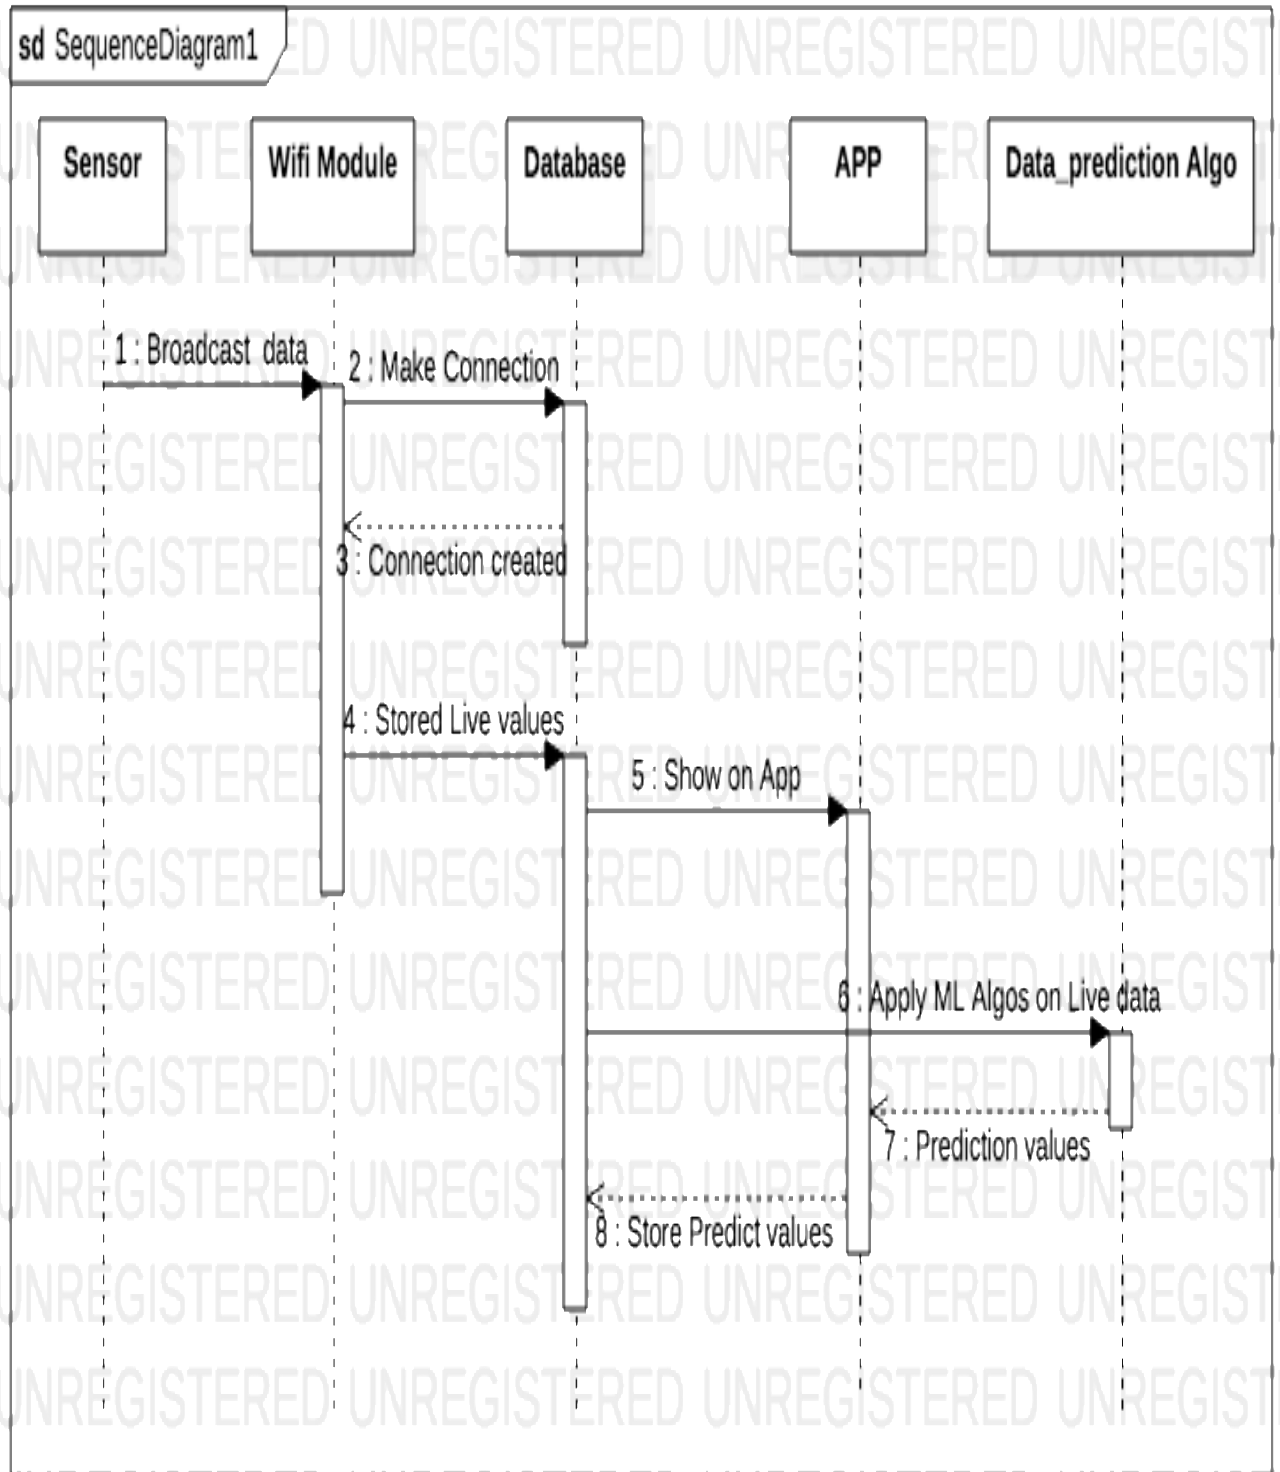 sd SequenceDiagram1
Sensor
Wifi Module
Database
APP
Data_prediction Algo
1 : Broadcast data
2 : Make Connection
3 : Connection created
4 : Stored Live values
5 : Show on App
6 : Apply ML Algos on Live data
7 : Prediction values
8 : Store Predict values
UNREGISTERED